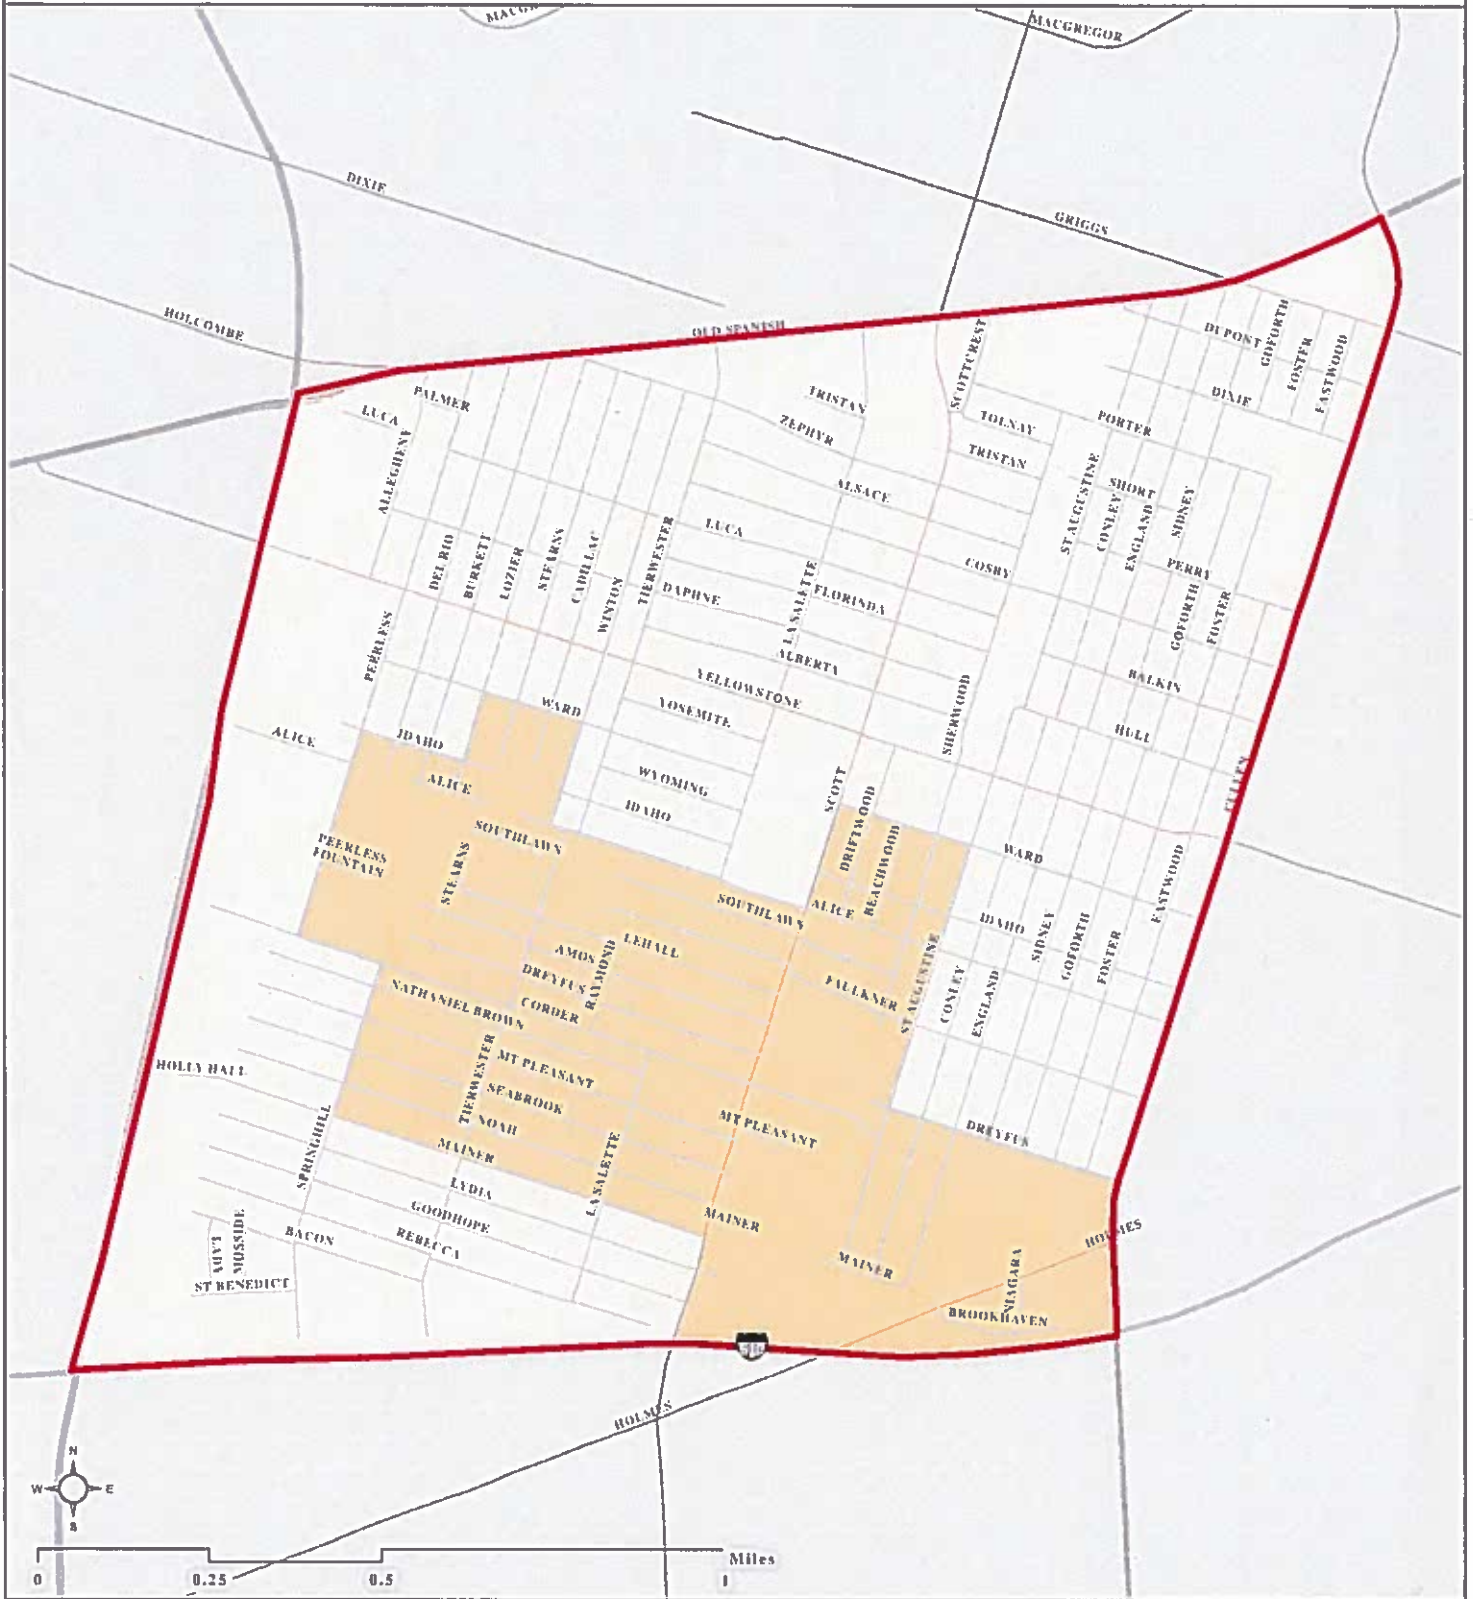 MACGREGOR
DIXIE
GRIGGS
HOLCOMBE
OLD SPANISH
SCOTTCREST
DUPONT
GOFORTH
FOSTER
EASTWOOD
DIXIE
PALMER
LUCA
ALLEGHENY
TRISTAN
ZEPHYR
TOLNAY
TRISTAN
PORTER
ALSACE
ST AUGUSTINE
SHORT
CONLEY
ENGLAND
SIDNEY
LUCA
DEL RIO
BURKETT
LOZIER
STEARNS
CADILLAC
WINTON
TIERWESTER
DAPHNE
LA SALETTE
FLORINDA
COSBY
PERRY
GOFORTH
FOSTER
PEERLESS
ALBERTA
YELLOWSTONE
YOSEMITE
WARD
SHERWOOD
BALKIN
HULL
ALICE
IDAHO
ALICE
WYOMING
IDAHO
SCOTT
DRIFTWOOD
BEACHWOOD
CULLEN
SOUTHLAWN
PEERLESS
FOUNTAIN
STEARNS
WARD
EASTWOOD
SOUTHLAWN
ALICE
IDAHO
SIDNEY
GOFORTH
FOSTER
AMOS
LEHALL
DREYFUS
RAYMOND
CORDER
NATHANIEL BROWN
FAULKNER
ST AUGUSTINE
CONLEY
ENGLAND
HOLLY HALL
TIERWESTER
MT PLEASANT
SEABROOK
NOAH
MAINER
MT PLEASANT
DREYFUS
SPRINGHILL
LYDIA
LA SALETTE
GOODHOPE
REBECCA
BACON
MAINER
MAINER
HOLMES
MOSSIDE
ST BENEDICT
NIAGARA
BROOKHAVEN
610
HOLMES
N
W E
S
Miles
0 0.25 0.5 1